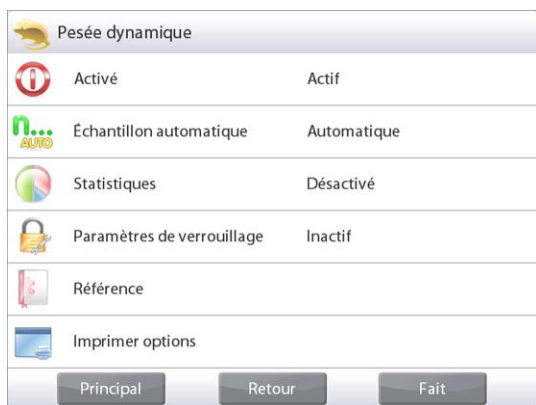 Pesée dynamique
Activé Actif
n... AUTO Échantillon automatique Automatique
Statistiques Désactivé
Paramètres de verrouillage Inactif
Référence
Imprimer options
Principal Retour Fait